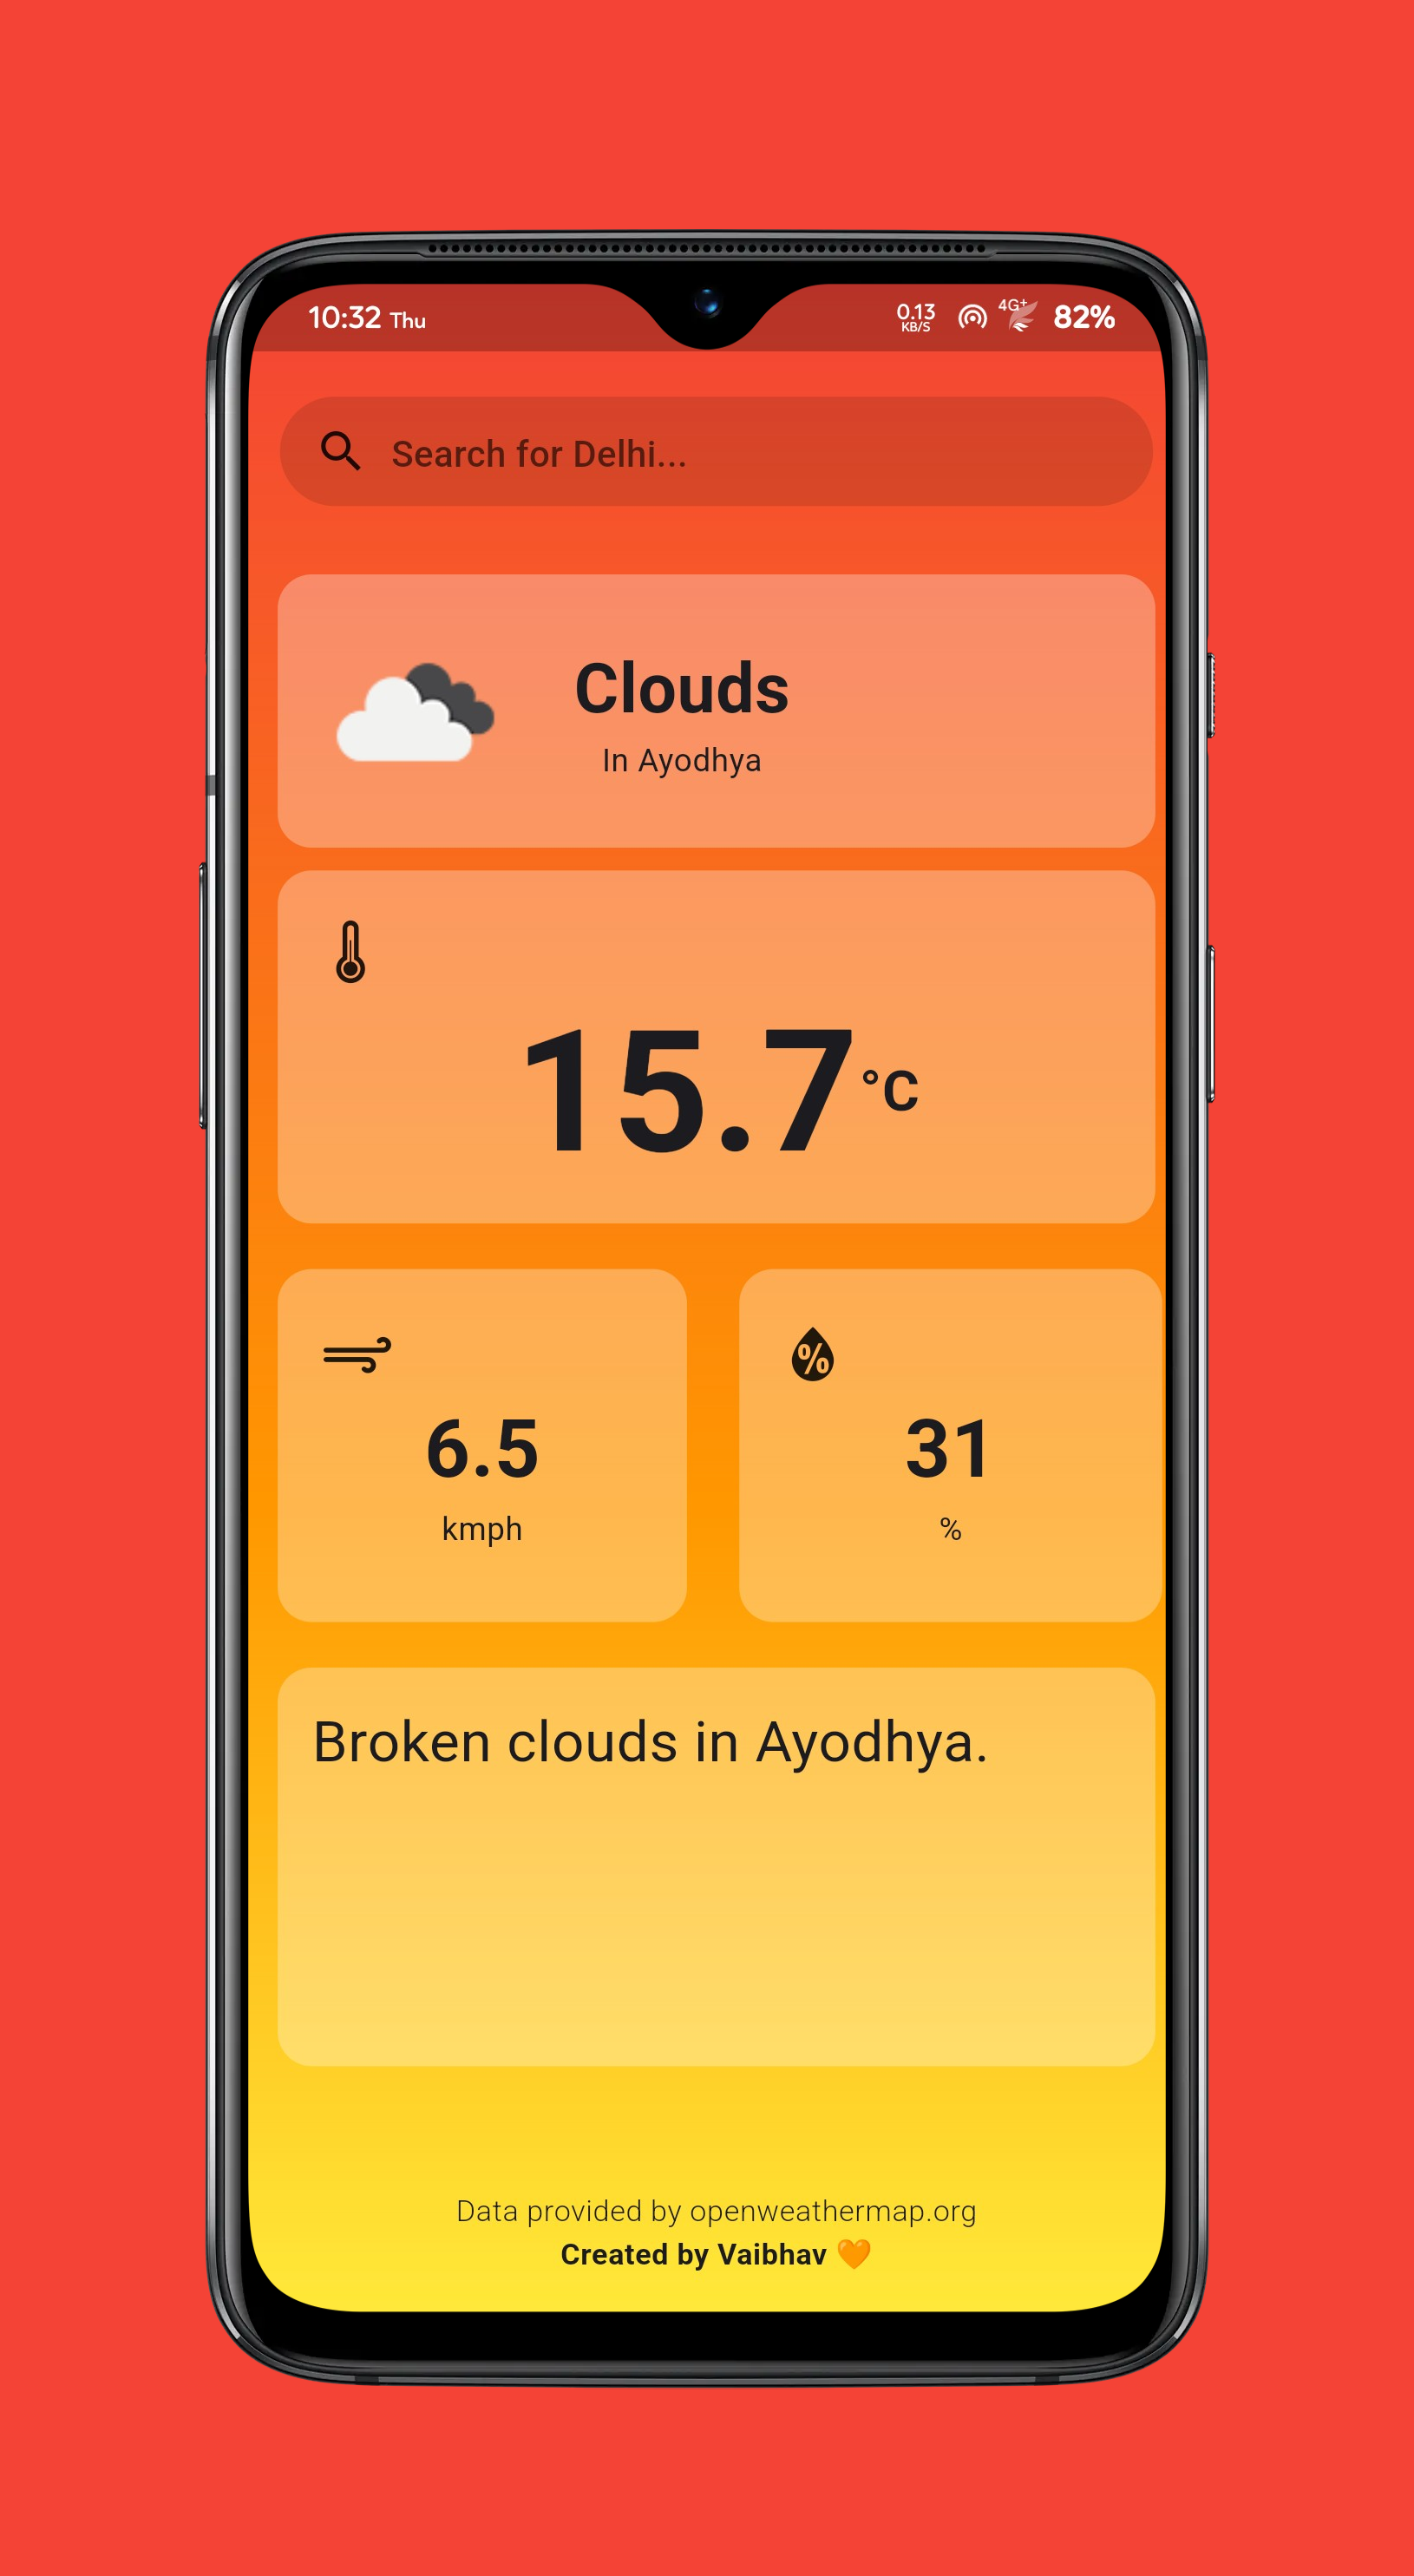 10:32 Thu
0.13 KB/S 4G+ 82%
Search for Delhi...
Clouds
In Ayodhya
15.7 °C
%
6.5
31
kmph
%
Broken clouds in Ayodhya.
Data provided by openweathermap.org
Created by Vaibhav 🧡